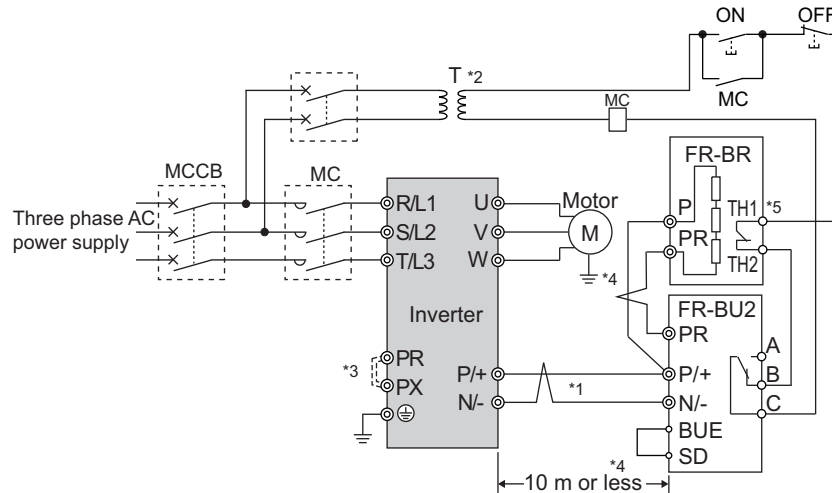 ON OFF
T *2
MC
MC
FR-BR
MCCB MC
P
TH1 *5
R/L1 U Motor
Three phase AC
power supply
S/L2 V M
PR
TH2
T/L3 W *4
FR-BU2
Inverter
PR
A
*3 PR
P/+ *1 P/+
B
PX
N/- N/-
C
BUE
SD
*4
10 m or less